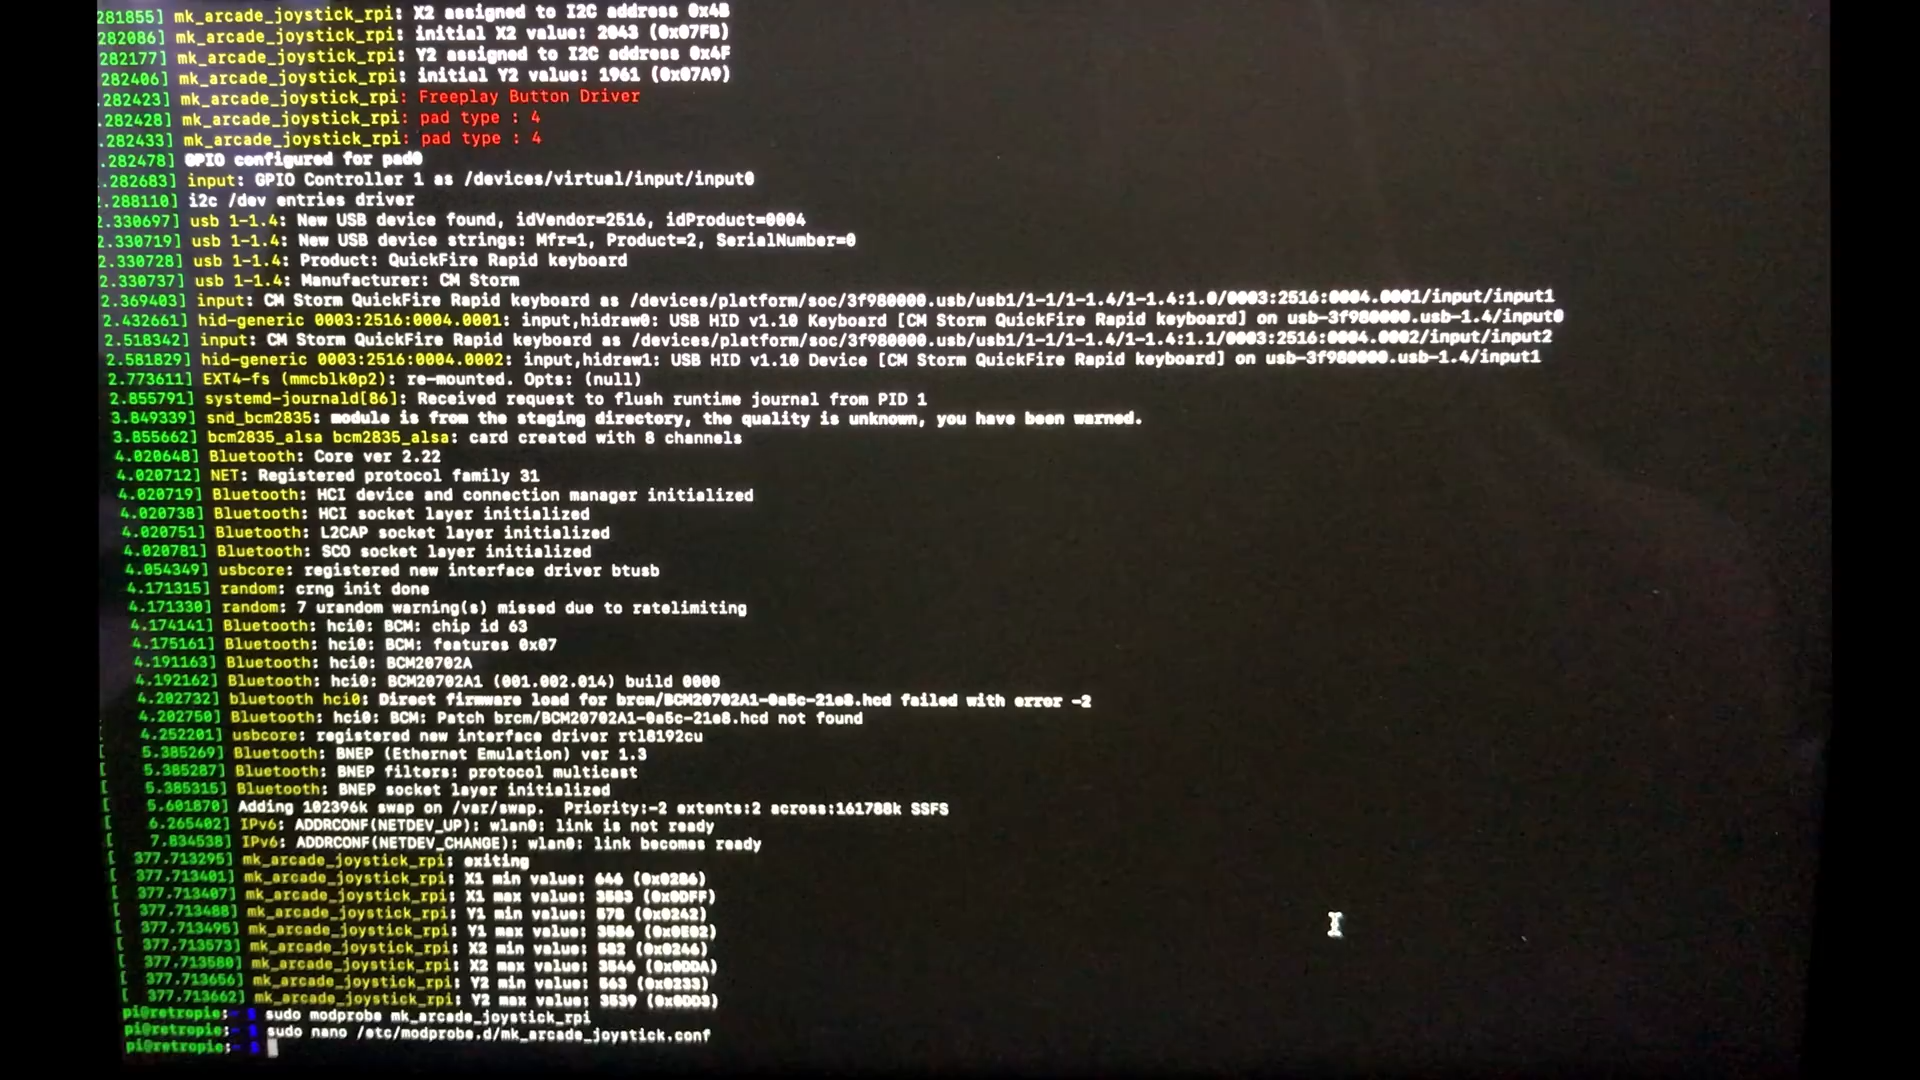 281855] mk_arcade_joystick_rpi: X2 assigned to I2C address 0x4B
282086] mk_arcade_joystick_rpi: initial X2 value: 2043 (0x07FB)
282177] mk_arcade_joystick_rpi: Y2 assigned to I2C address 0x4F
282406] mk_arcade_joystick_rpi: initial Y2 value: 1961 (0x07A9)
.282423] mk_arcade_joystick_rpi: Freeplay Button Driver
.282428] mk_arcade_joystick_rpi: pad type : 4
.282433] mk_arcade_joystick_rpi: pad type : 4
.282478] GPIO configured for pad0
.282683] input: GPIO Controller 1 as /devices/virtual/input/input0
2.288110] i2c /dev entries driver
2.330697] usb 1-1.4: New USB device found, idVendor=2516, idProduct=0004
2.330719] usb 1-1.4: New USB device strings: Mfr=1, Product=2, SerialNumber=0
2.330728] usb 1-1.4: Product: QuickFire Rapid keyboard
2.330737] usb 1-1.4: Manufacturer: CM Storm
2.369403] input: CM Storm QuickFire Rapid keyboard as /devices/platform/soc/3f980000.usb/usb1/1-1/1-1.4/1-1.4:1.0/0003:2516:0004.0001/input/input1
2.432661] hid-generic 0003:2516:0004.0001: input,hidraw0: USB HID v1.10 Keyboard [CM Storm QuickFire Rapid keyboard] on usb-3f980000.usb-1.4/input0
2.518342] input: CM Storm QuickFire Rapid keyboard as /devices/platform/soc/3f980000.usb/usb1/1-1/1-1.4/1-1.4:1.1/0003:2516:0004.0002/input/input2
2.581829] hid-generic 0003:2516:0004.0002: input,hidraw1: USB HID v1.10 Device [CM Storm QuickFire Rapid keyboard] on usb-3f980000.usb-1.4/input1
2.773611] EXT4-fs (mmcblk0p2): re-mounted. Opts: (null)
2.855791] systemd-journald[86]: Received request to flush runtime journal from PID 1
3.849339] snd_bcm2835: module is from the staging directory, the quality is unknown, you have been warned.
3.855662] bcm2835_alsa bcm2835_alsa: card created with 8 channels
4.020648] Bluetooth: Core ver 2.22
4.020712] NET: Registered protocol family 31
4.020719] Bluetooth: HCI device and connection manager initialized
4.020738] Bluetooth: HCI socket layer initialized
4.020751] Bluetooth: L2CAP socket layer initialized
4.020781] Bluetooth: SCO socket layer initialized
4.054349] usbcore: registered new interface driver btusb
4.171315] random: crng init done
4.171330] random: 7 urandom warning(s) missed due to ratelimiting
4.174141] Bluetooth: hci0: BCM: chip id 63
4.175161] Bluetooth: hci0: BCM: features 0x07
4.191163] Bluetooth: hci0: BCM20702A
4.192162] Bluetooth: hci0: BCM20702A1 (001.002.014) build 0000
4.202732] bluetooth hci0: Direct firmware load for brcm/BCM20702A1-0a5c-21e8.hcd failed with error -2
4.202750] Bluetooth: hci0: BCM: Patch brcm/BCM20702A1-0a5c-21e8.hcd not found
[ 4.252201] usbcore: registered new interface driver rtl8192cu
[ 5.385269] Bluetooth: BNEP (Ethernet Emulation) ver 1.3
[ 5.385287] Bluetooth: BNEP filters: protocol multicast
[ 5.385315] Bluetooth: BNEP socket layer initialized
[ 5.601870] Adding 102396k swap on /var/swap.  Priority:-2 extents:2 across:161788k SSFS
[ 6.265402] IPv6: ADDRCONF(NETDEV_UP): wlan0: link is not ready
[ 7.834538] IPv6: ADDRCONF(NETDEV_CHANGE): wlan0: link becomes ready
[ 377.713295] mk_arcade_joystick_rpi: exiting
[ 377.713401] mk_arcade_joystick_rpi: X1 min value: 646 (0x0286)
[ 377.713407] mk_arcade_joystick_rpi: X1 max value: 3583 (0x0DFF)
[ 377.713488] mk_arcade_joystick_rpi: Y1 min value: 578 (0x0242)
[ 377.713495] mk_arcade_joystick_rpi: Y1 max value: 3586 (0x0E02)
[ 377.713573] mk_arcade_joystick_rpi: X2 min value: 582 (0x0246)
[ 377.713580] mk_arcade_joystick_rpi: X2 max value: 3546 (0x0DDA)
[ 377.713656] mk_arcade_joystick_rpi: Y2 min value: 563 (0x0233)
[ 377.713662] mk_arcade_joystick_rpi: Y2 max value: 3539 (0x0DD3)
pi@retropie:~ $ sudo modprobe mk_arcade_joystick_rpi
pi@retropie:~ $ sudo nano /etc/modprobe.d/mk_arcade_joystick.conf
pi@retropie:~ $